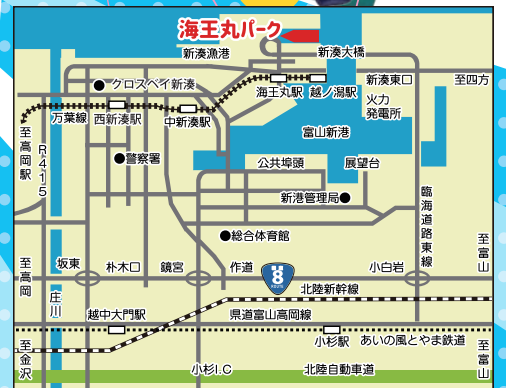 海王丸パーク
新湊漁港
新湊大橋
クロスベイ新湊
海王丸駅
越ノ潟駅
新湊東口
至四方
火力
発電所
万葉線
西新湊駅
中新湊駅
富山新港
至高岡駅
R415
警察署
公共埠頭
展望台
新港管理局
臨海道路東線
総合体育館
至富山
至高岡
坂東
朴木口
鏡宮
作道
8
ROUTE
小白岩
北陸新幹線
庄川
越中大門駅
県道富山高岡線
小杉駅
あいの風とやま鉄道
至金沢
至富山
小杉I.C
北陸自動車道